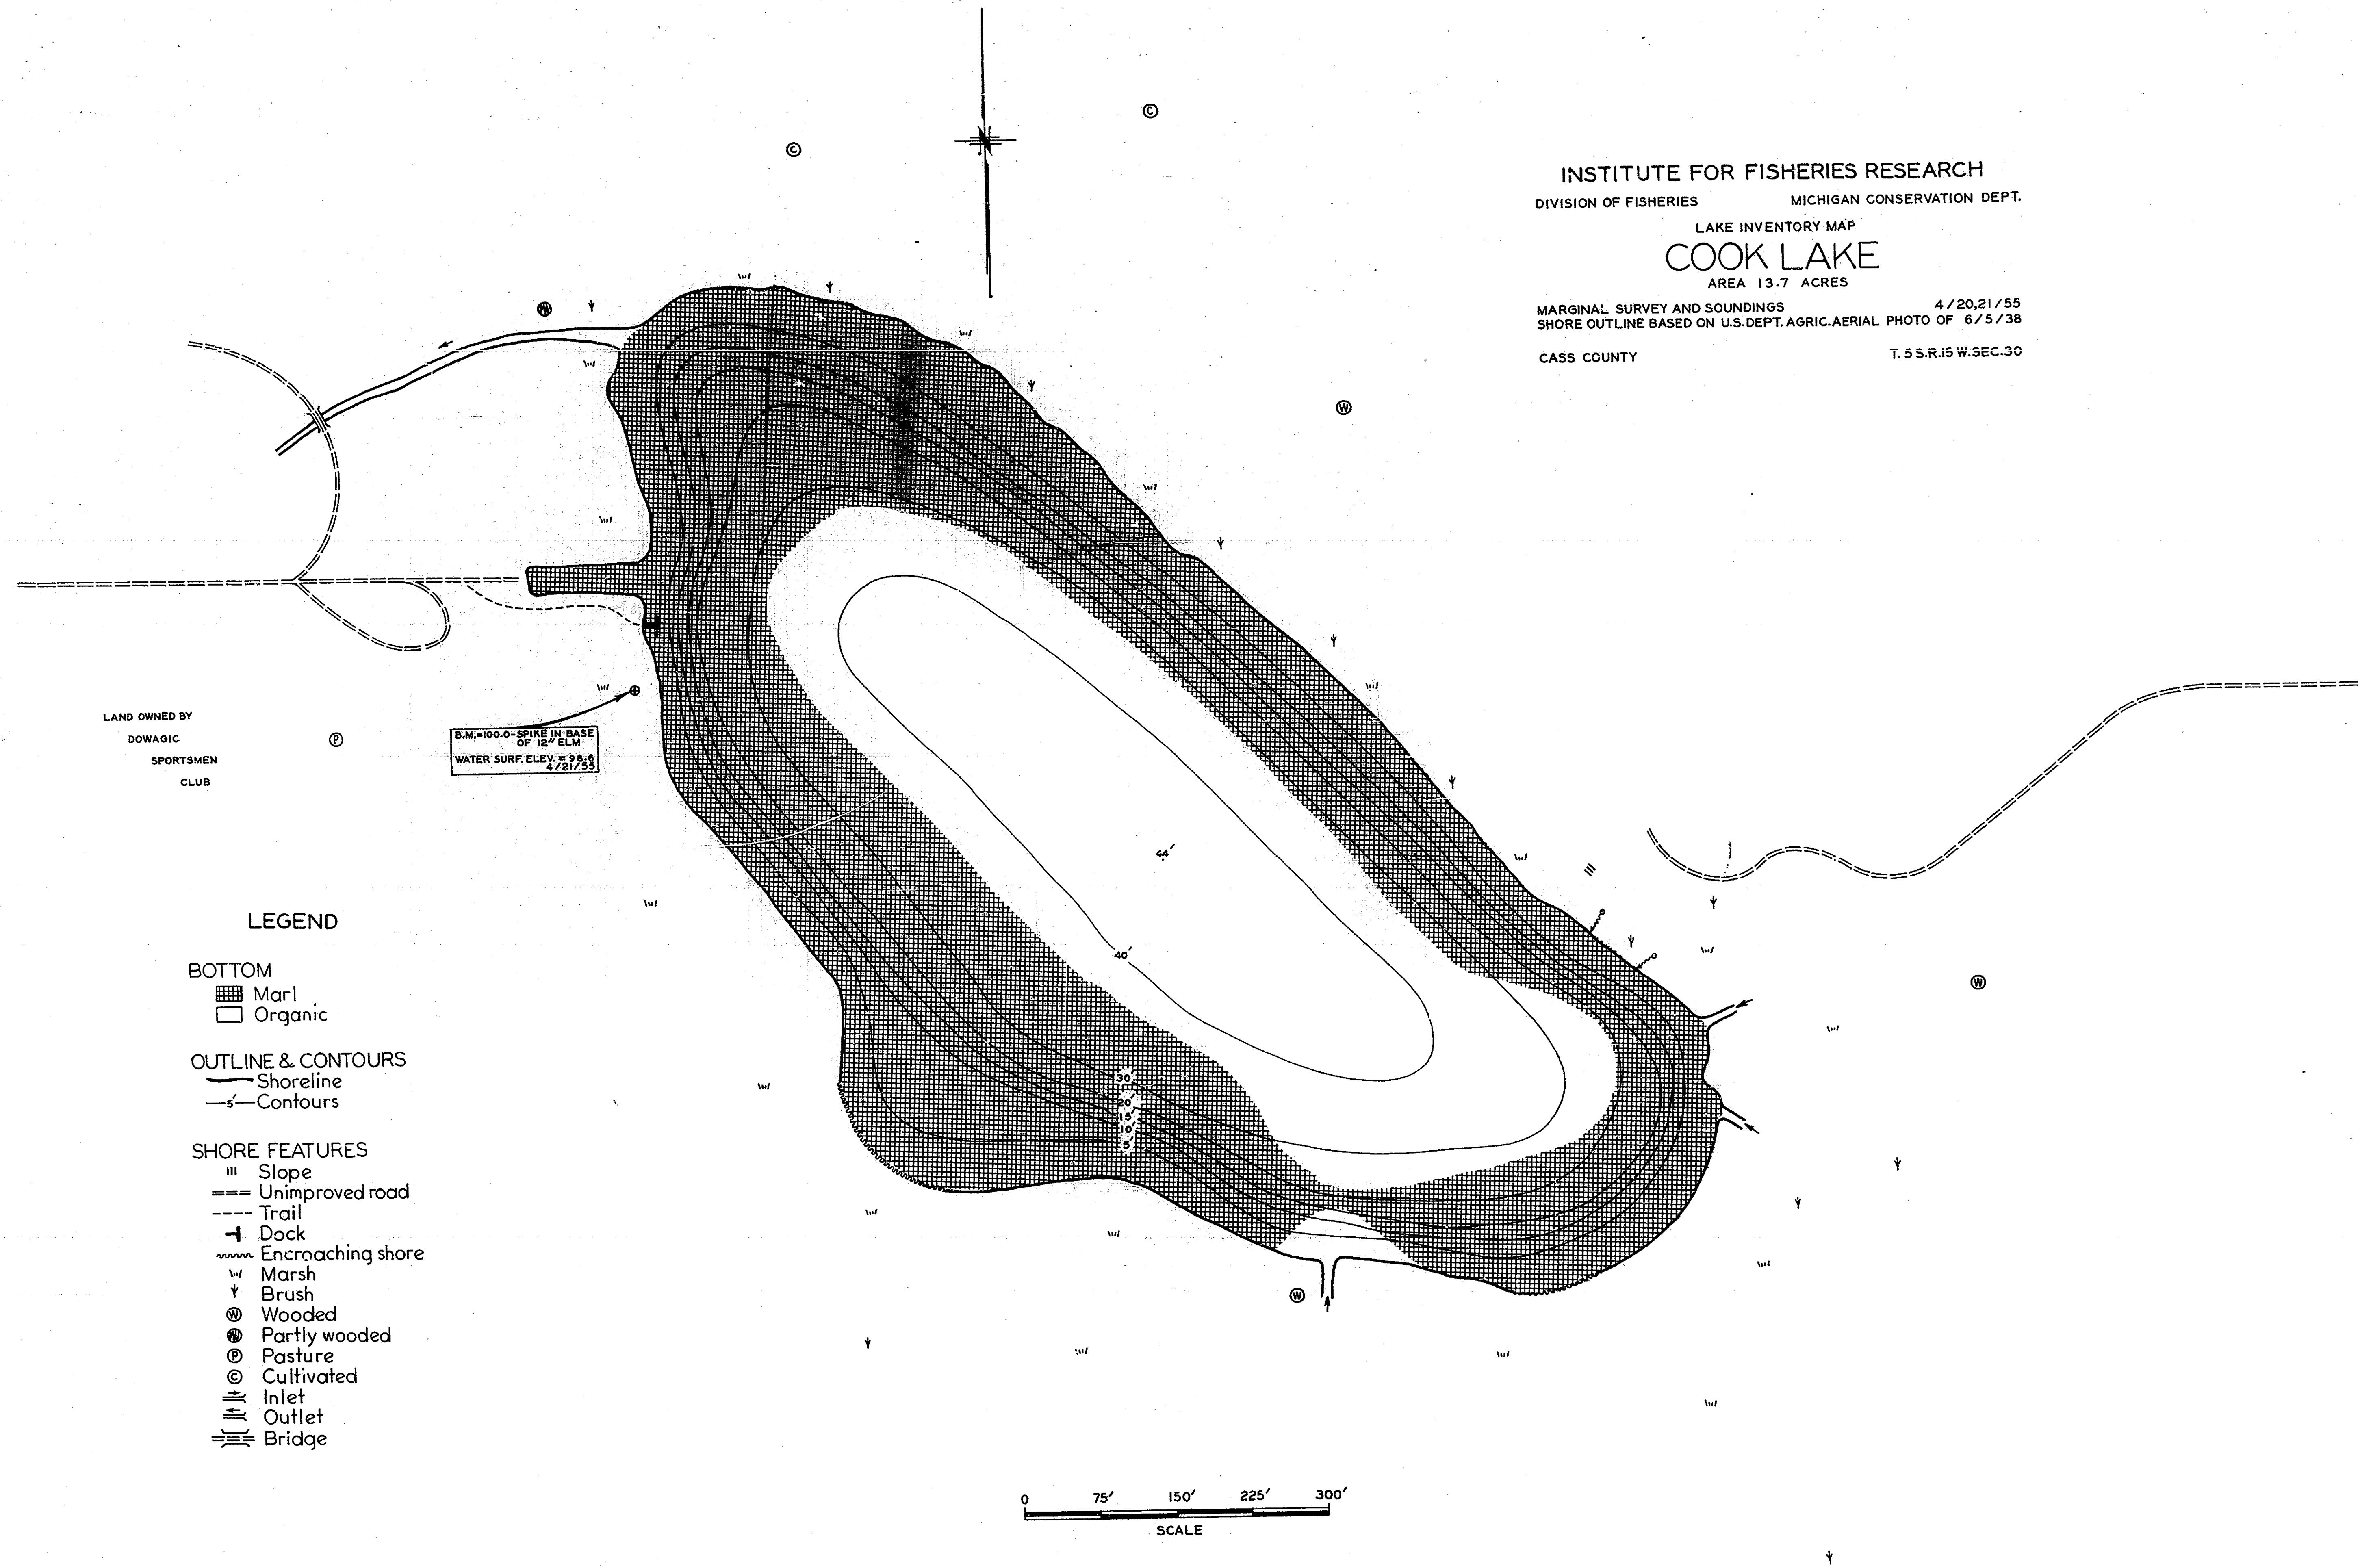 N
INSTITUTE FOR FISHERIES RESEARCH
DIVISION OF FISHERIES MICHIGAN CONSERVATION DEPT.
LAKE INVENTORY MAP
COOK LAKE
AREA 13.7 ACRES
MARGINAL SURVEY AND SOUNDINGS 4/20,21/55
SHORE OUTLINE BASED ON U.S.DEPT. AGRIC.AERIAL PHOTO OF 6/5/38
CASS COUNTY T. 5 S.R.15 W.SEC.30
C
C
PW
W
LAND OWNED BY
DOWAGIC
SPORTSMEN
CLUB
P
B.M.=100.0-SPIKE IN BASE
OF 12" ELM
WATER SURF. ELEV.= 98.6
4/21/55
44'
40'
30'
20'
15'
10'
5'
W
W
LEGEND
BOTTOM
Marl
Organic
OUTLINE & CONTOURS
Shoreline
5' Contours
SHORE FEATURES
Slope
Unimproved road
Trail
Dock
Encroaching shore
Marsh
Brush
W Wooded
PW Partly wooded
P Pasture
C Cultivated
Inlet
Outlet
Bridge
0 75' 150' 225' 300'
SCALE